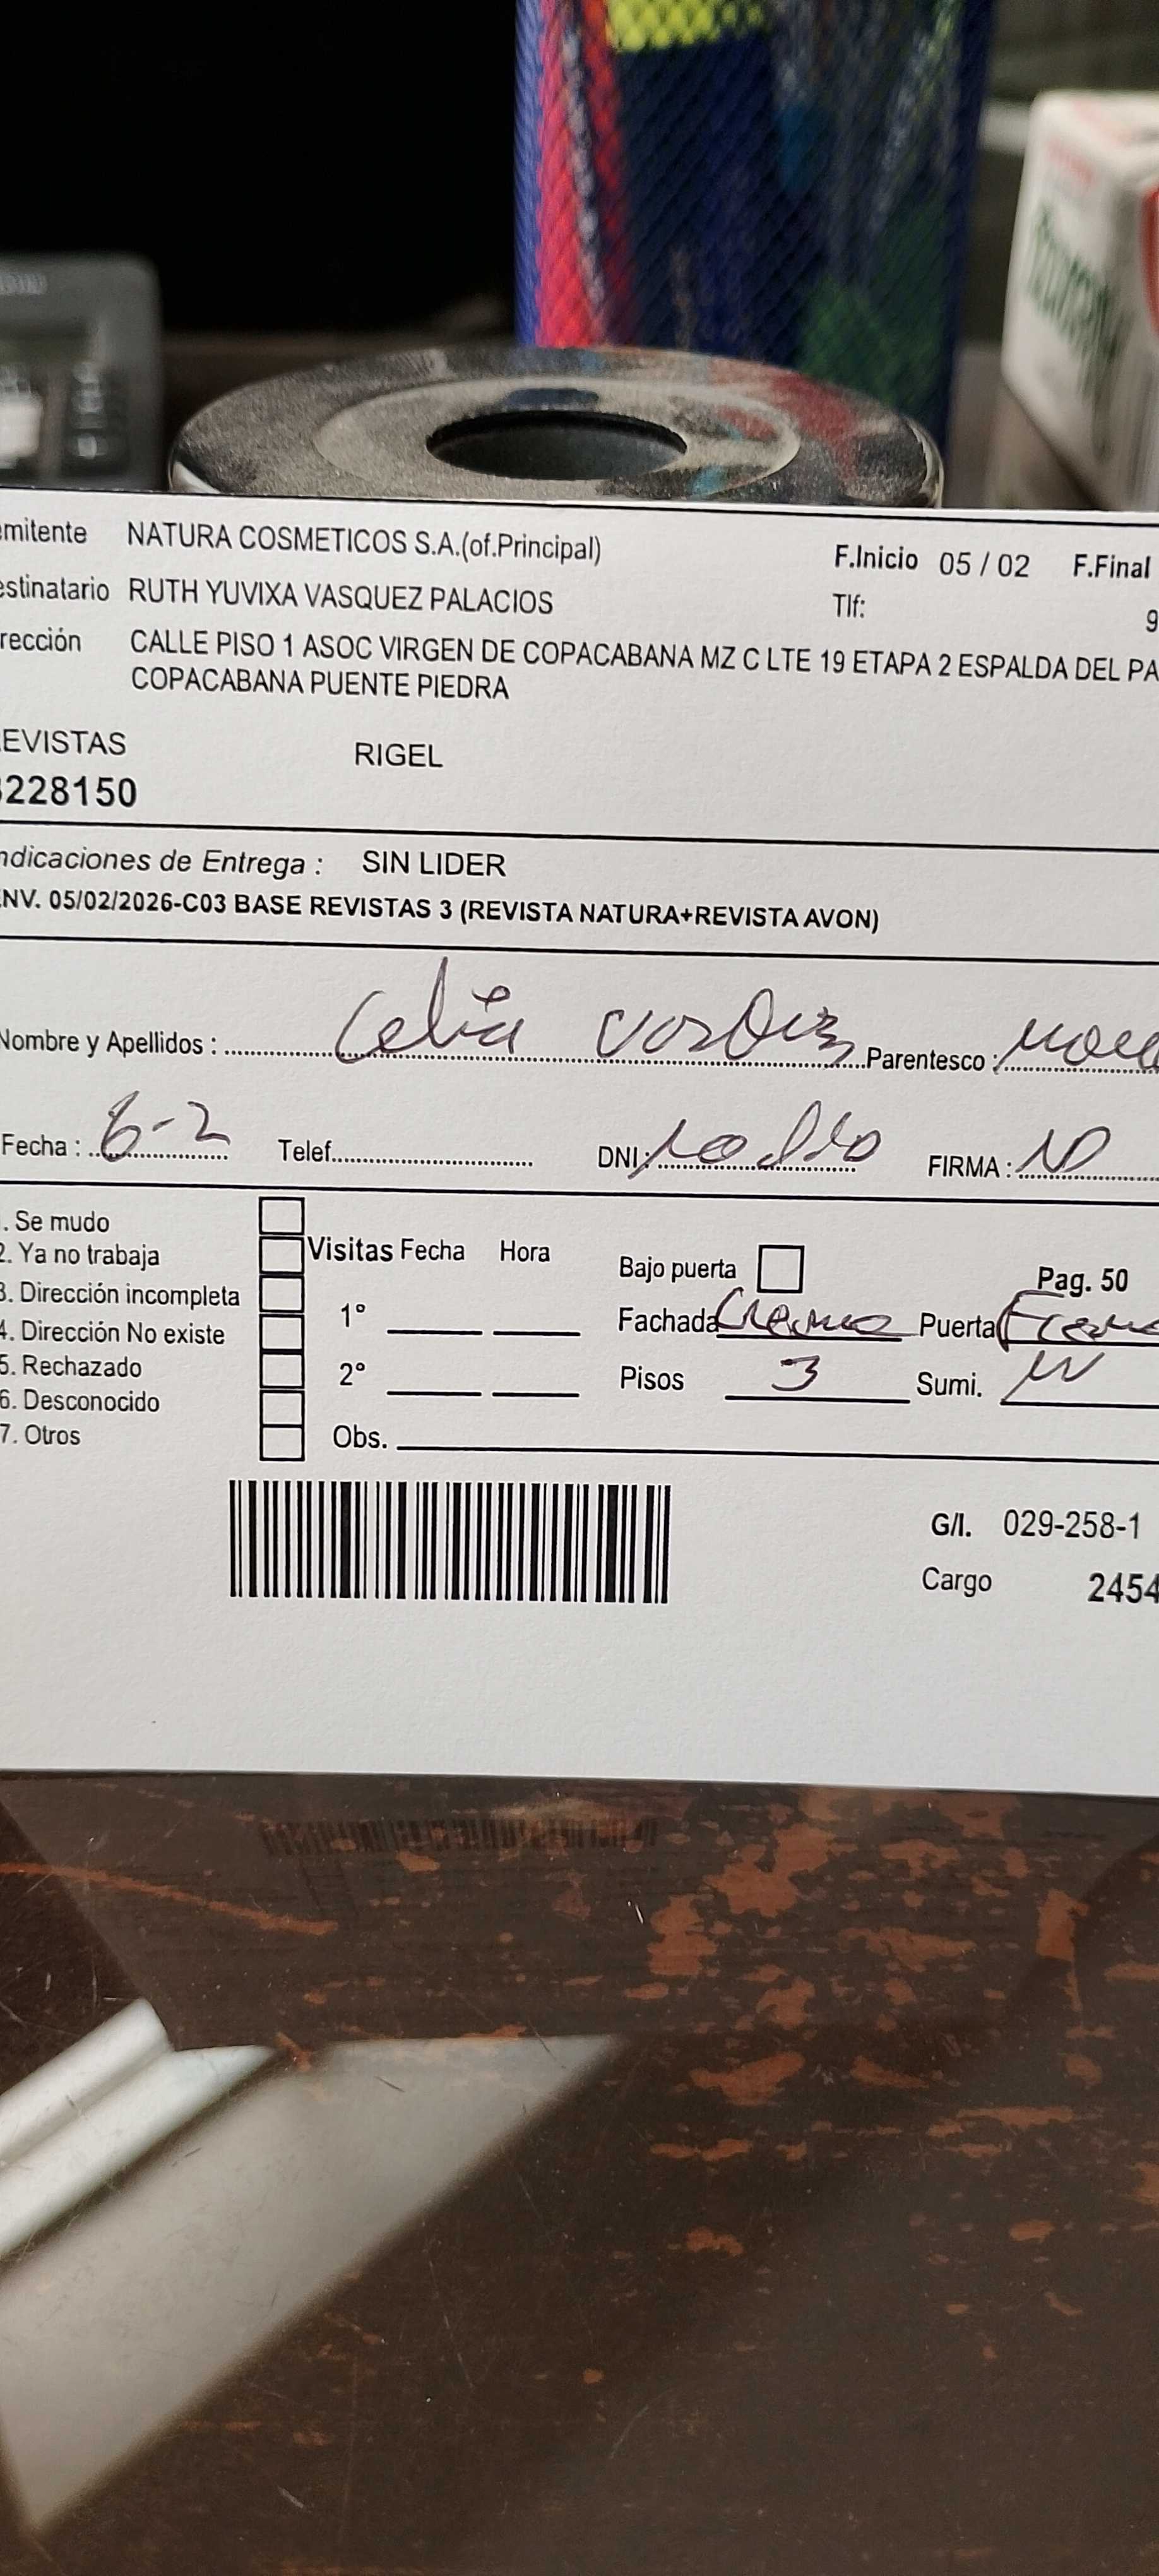 mitente NATURA COSMETICOS S.A.(of.Principal) F.Inicio 05 / 02 F.Final
estinatario RUTH YUVIXA VASQUEZ PALACIOS Tlf: 9
rección CALLE PISO 1 ASOC VIRGEN DE COPACABANA MZ C LTE 19 ETAPA 2 ESPALDA DEL PA
COPACABANA PUENTE PIEDRA
EVISTAS RIGEL
228150
ndicaciones de Entrega : SIN LIDER
NV. 05/02/2026-C03 BASE REVISTAS 3 (REVISTA NATURA+REVISTA AVON)
Nombre y Apellidos : Celia Parentesco :
Fecha : 6-2 Telef. DNI: FIRMA :
. Se mudo
2. Ya no trabaja Visitas Fecha Hora Bajo puerta Pag. 50
3. Dirección incompleta 1° Fachada Crema Puerta
4. Dirección No existe
5. Rechazado 2° Pisos 3 Sumi.
6. Desconocido
7. Otros Obs.
G/I. 029-258-1
Cargo 2454